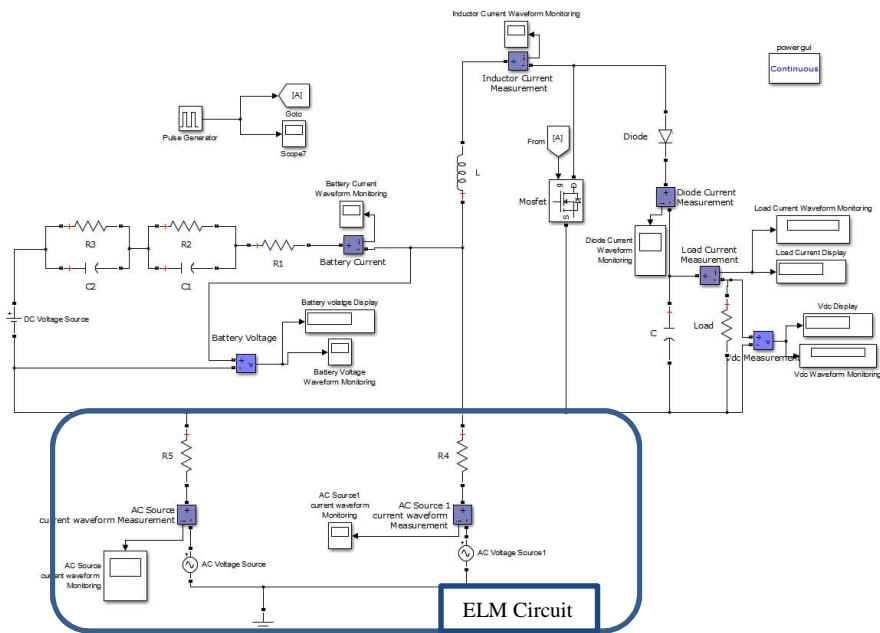 Inductor Current Waveform Monitoring
i
+
-
Inductor Current
Measurement
powergui
Continuous
[A]
Goto
Pulse Generator
Scope7
From
[A]
Diode
L
Mosfet
g
D
S
Battery Current
Waveform Monitoring
Diode Current
Measurement
Load Current Waveform Monitoring
Diode Current
Waveform
Monitoring
Load Current
Measurement
Load Current Display
R3
R2
R1
Battery Current
C2
C1
DC Voltage Source
Battery volatge Display
Battery Voltage
Battery Voltage
Waveform Monitoring
C
Load
Vdc Display
Vdc Measurement
Vdc Waveform Monitoring
R5
R4
AC Source
current waveform Measurement
AC Source1
current waveform
Monitoring
AC Source 1
current waveform
Measurement
AC Source
current waveform
Monitoring
AC Voltage Source
AC Voltage Source1
ELM Circuit